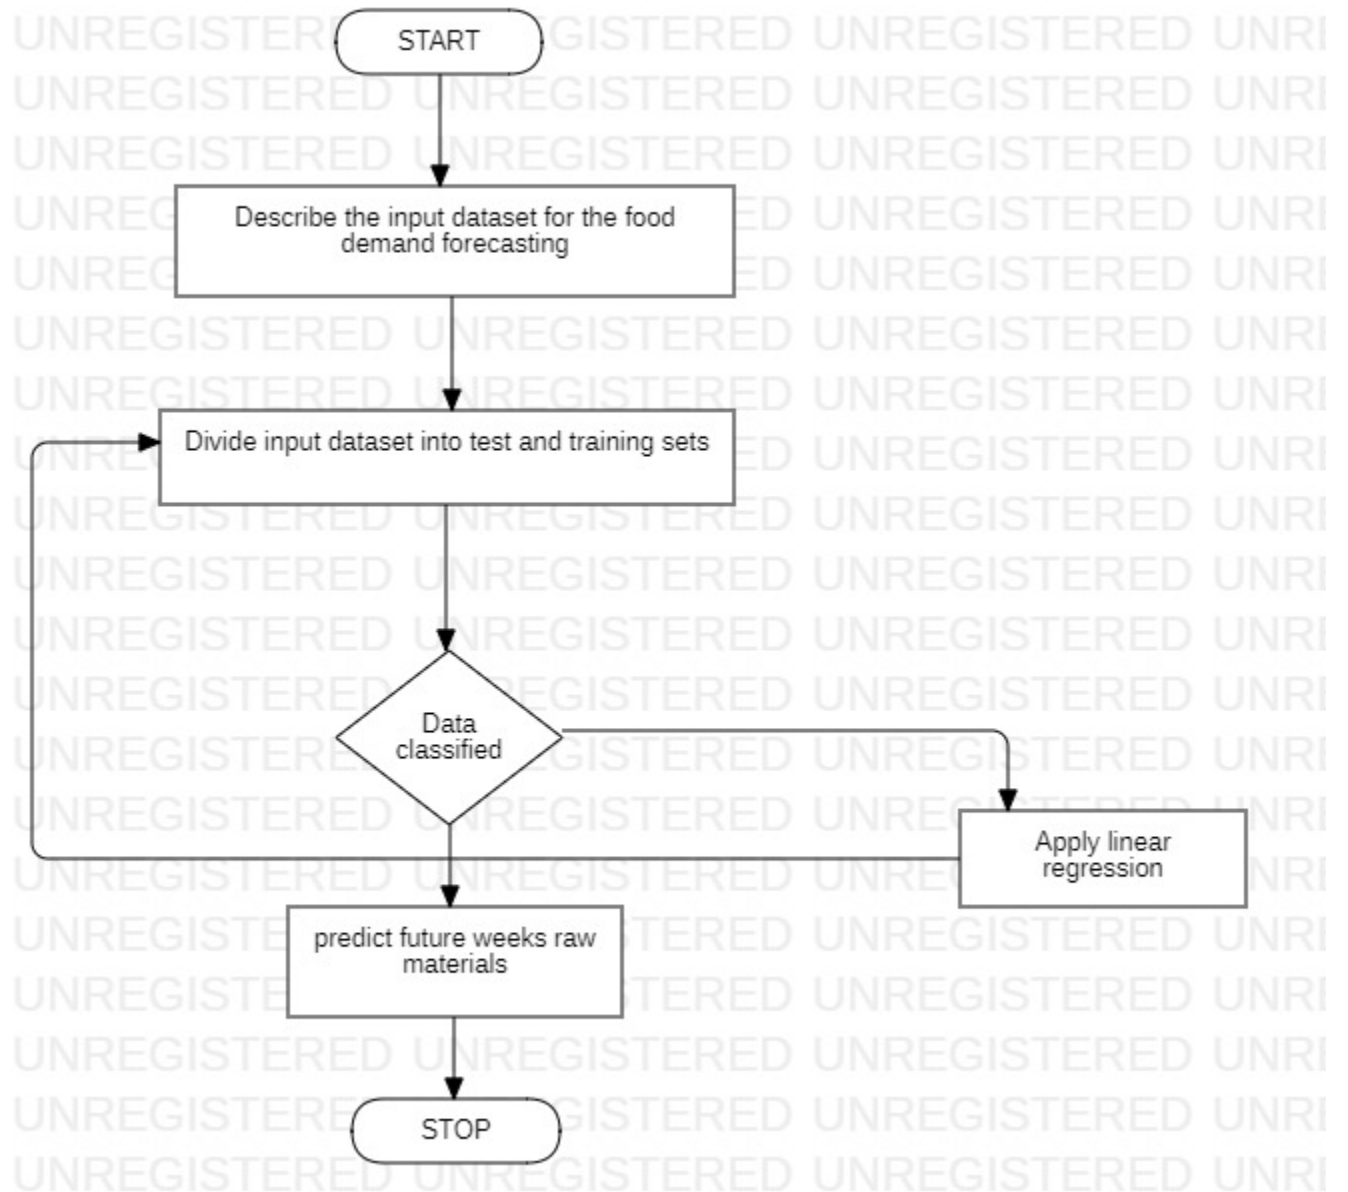 START
Describe the input dataset for the food
demand forecasting
Divide input dataset into test and training sets
Data
classified
Apply linear
regression
predict future weeks raw
materials
STOP
UNREGISTERED